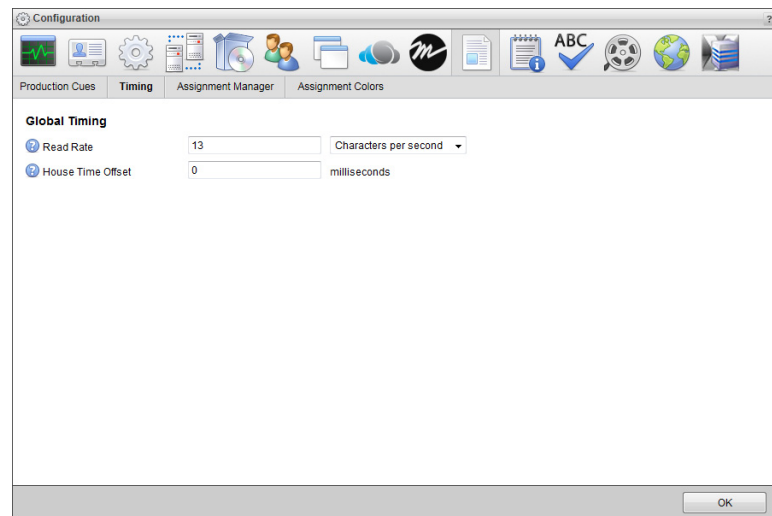 Configuration
?
ABC
Production Cues Timing Assignment Manager Assignment Colors
Global Timing
? Read Rate 13 Characters per second
? House Time Offset 0 milliseconds
OK